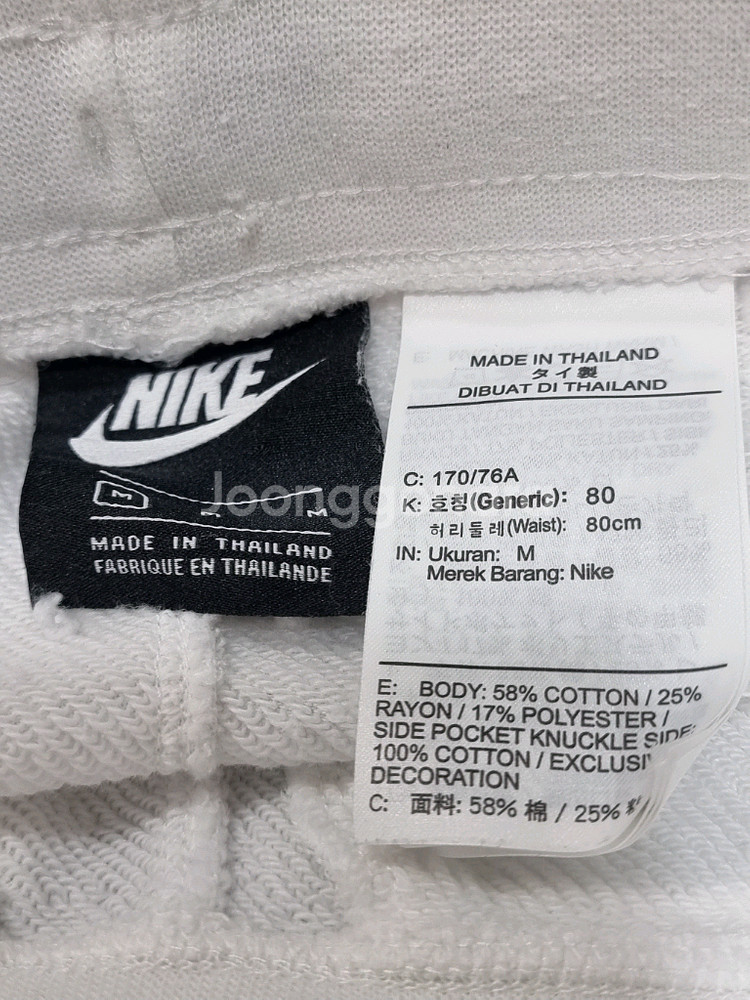 NIKE
M
MADE IN THAILAND
FABRIQUE EN THAILANDE
MADE IN THAILAND
タイ製
DIBUAT DI THAILAND
C: 170/76A
K: 호칭(Generic): 80
허리둘레(Waist): 80cm
IN: Ukuran: M
Merek Barang: Nike
E: BODY: 58% COTTON / 25%
RAYON / 17% POLYESTER /
SIDE POCKET KNUCKLE SIDE:
100% COTTON /
DECORATION
C: 面料: 58% 棉 / 25%